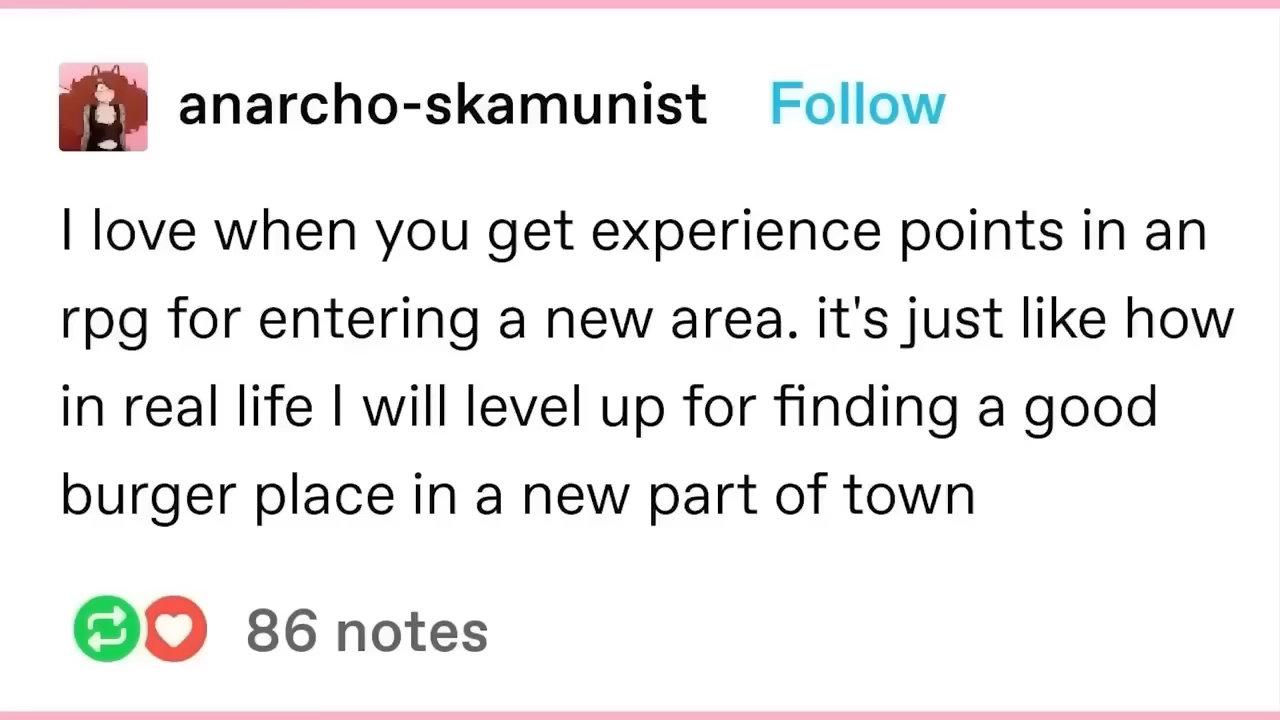 anarcho-skamunist Follow
I love when you get experience points in an
rpg for entering a new area. it's just like how
in real life I will level up for finding a good
burger place in a new part of town
86 notes